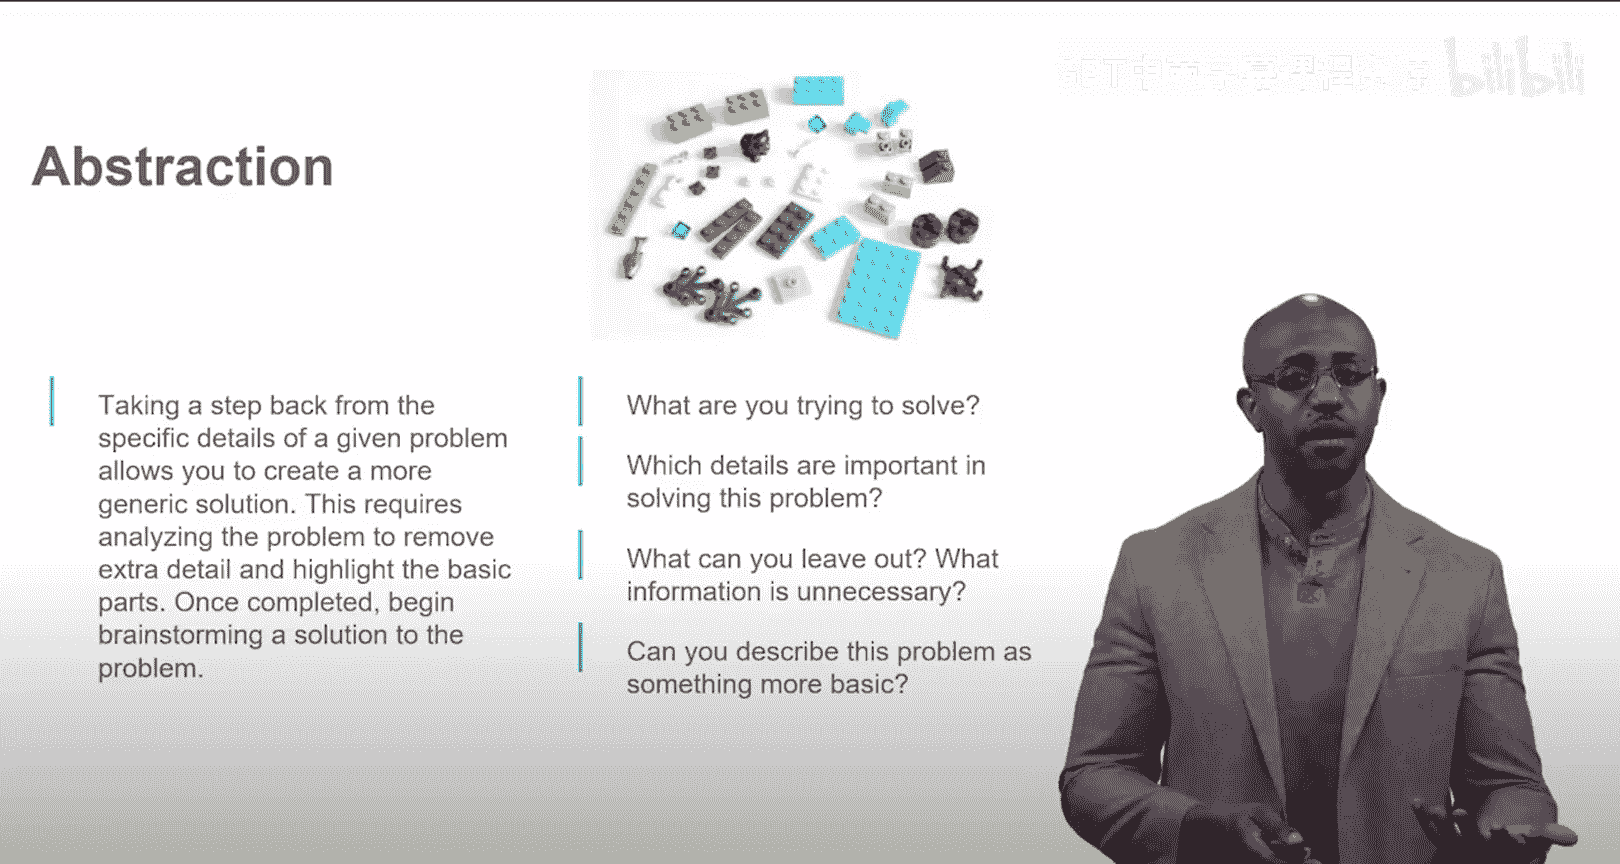 bilibili
Abstraction
Taking a step back from the
specific details of a given problem
allows you to create a more
generic solution. This requires
analyzing the problem to remove
extra detail and highlight the basic
parts. Once completed, begin
brainstorming a solution to the
problem.
What are you trying to solve?
Which details are important in
solving this problem?
What can you leave out? What
information is unnecessary?
Can you describe this problem as
something more basic?